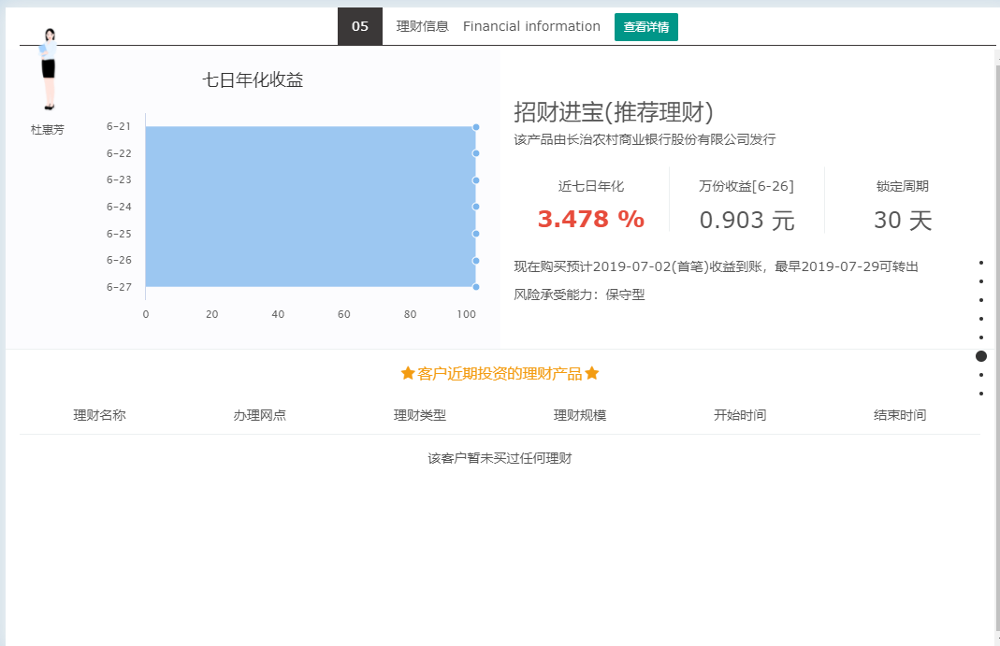 05 理财信息 Financial information 查看详情
杜惠芳
七日年化收益
6-21
6-22
6-23
6-24
6-25
6-26
6-27
0 20 40 60 80 100
招财进宝(推荐理财)
该产品由长治农村商业银行股份有限公司发行
近七日年化 万份收益[6-26] 锁定周期
3.478 % 0.903 元 30 天
现在购买预计2019-07-02(首笔)收益到账，最早2019-07-29可转出
风险承受能力：保守型
客户近期投资的理财产品
理财名称 办理网点 理财类型 理财规模 开始时间 结束时间
该客户暂未买过任何理财